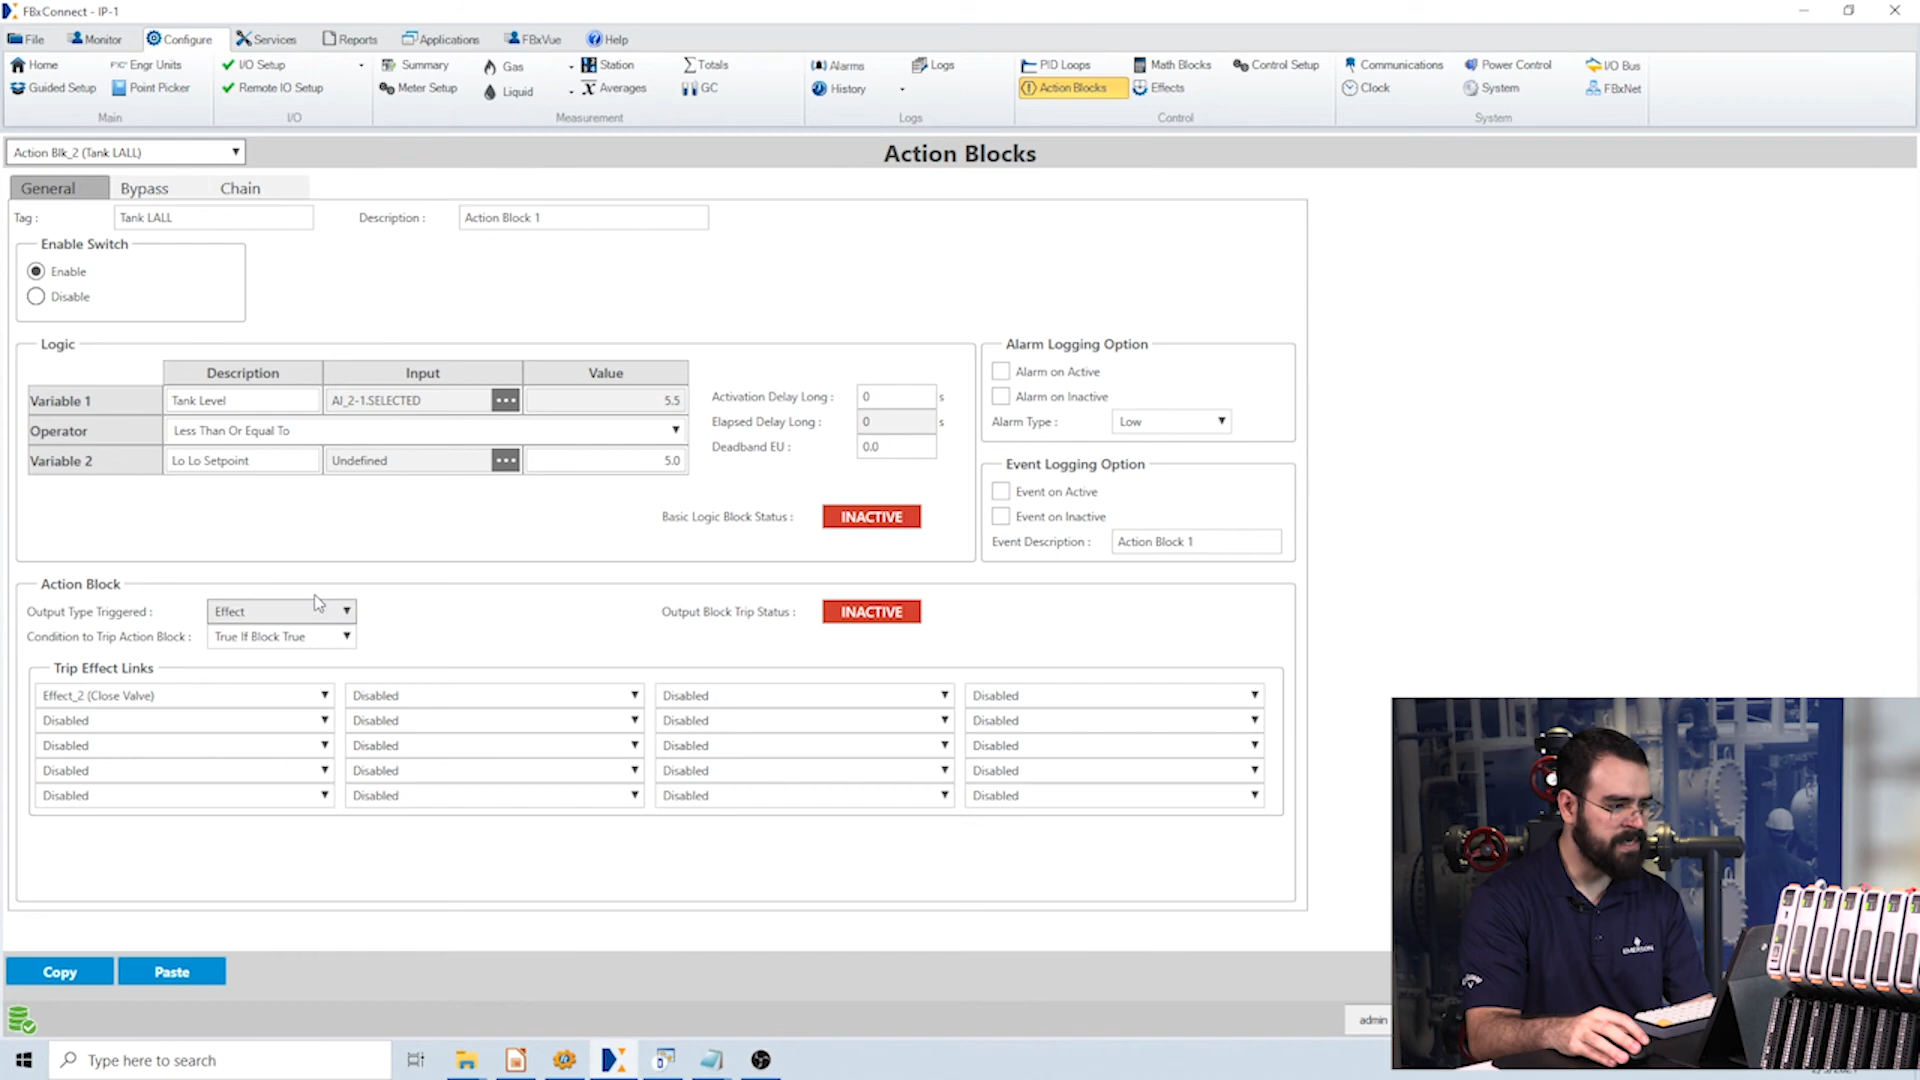 FBxConnect - IP-1
File Monitor Configure Services Reports Applications FBxVue Help
Home Engr Units I/O Setup Summary Gas Station Totals Alarms Logs PID Loops Math Blocks Control Setup Communications Power Control I/O Bus
Guided Setup Point Picker Remote IO Setup Meter Setup Liquid Averages GC History Action Blocks Effects Clock System FBxNet
Main I/O Measurement Logs Control System
Action Blk_2 (Tank LALL)
Action Blocks
General Bypass Chain
Tag : Tank LALL Description : Action Block 1
Enable Switch
Enable
Disable
Logic
Description Input Value
Variable 1 Tank Level AI_2-1.SELECTED 5.5
Operator Less Than Or Equal To
Variable 2 Lo Lo Setpoint Undefined 5.0
Activation Delay Long : 0 s
Elapsed Delay Long : 0 s
Deadband EU : 0.0
Basic Logic Block Status : INACTIVE
Alarm Logging Option
Alarm on Active
Alarm on Inactive
Alarm Type : Low
Event Logging Option
Event on Active
Event on Inactive
Event Description : Action Block 1
Action Block
Output Type Triggered : Effect
Condition to Trip Action Block : True If Block True
Output Block Trip Status : INACTIVE
Trip Effect Links
Effect_2 (Close Valve) Disabled Disabled Disabled
Disabled Disabled Disabled Disabled
Disabled Disabled Disabled Disabled
Disabled Disabled Disabled Disabled
Disabled Disabled Disabled Disabled
Copy Paste
admin
EMERSON
Type here to search